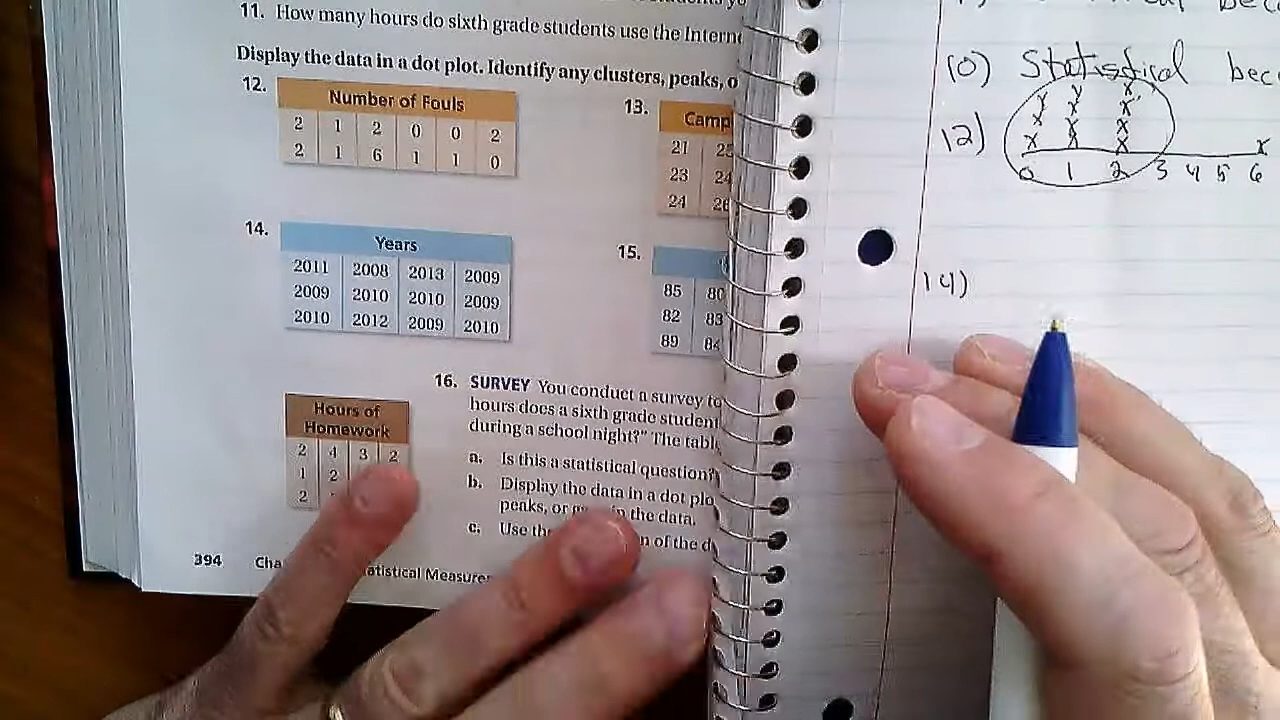 11. How many hours do sixth grade students use the Interne
Display the data in a dot plot. Identify any clusters, peaks, o
12.
Number of Fouls
2 1 2 0 0 2
2 1 6 1 1 0
13.
Camp
21
23 24
24
14.
Years
2011 2008 2013 2009
2009 2010 2010 2009
2010 2012 2009 2010
15.
85 80
82 83
89 84
Hours of
Homework
2 4 3 2
1 2
2
16. SURVEY You conduct a survey to
hours does a sixth grade student
during a school night?" The table
a. Is this a statistical question?
b. Display the data in a dot plo
peaks, or in the data.
c. Use the n of the d
394 Cha atistical Measures
10) Statistical bec
12)
x x x
x x x
x x x
x x x x
0 1 2 3 4 5 6
14)